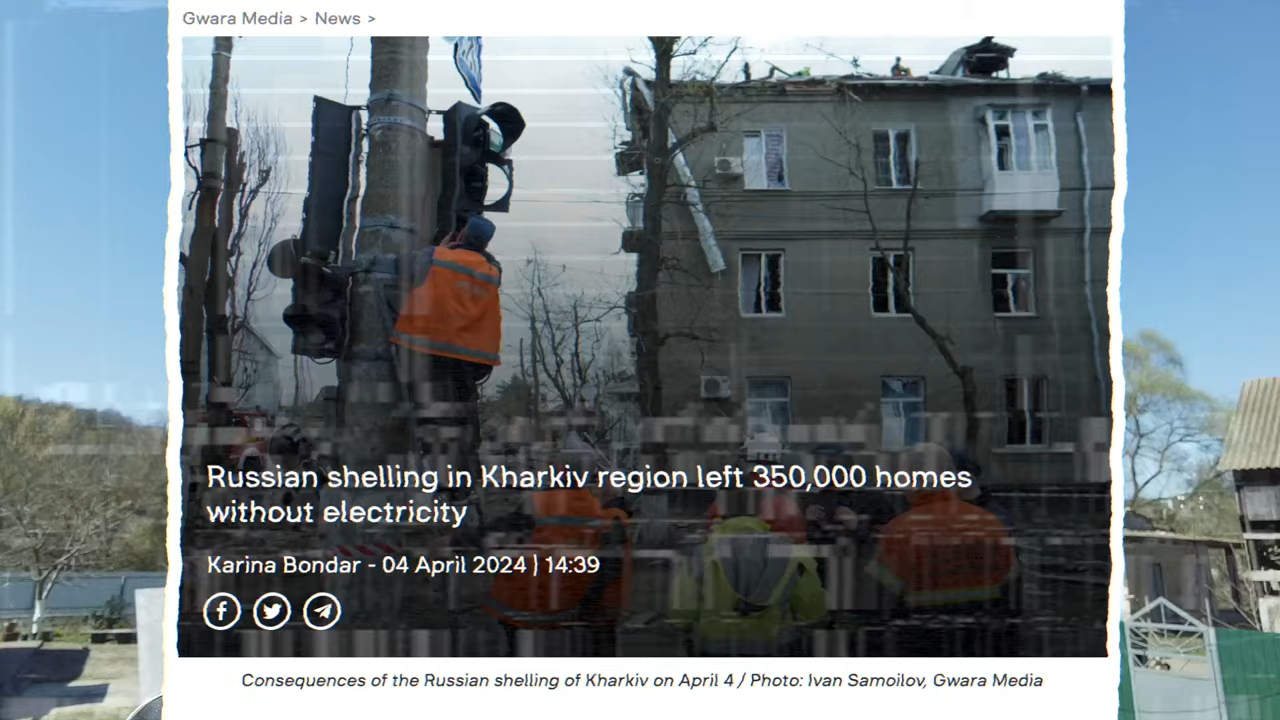 Gwara Media > News >
Russian shelling in Kharkiv region left 350,000 homes
without electricity
Karina Bondar - 04 April 2024 | 14:39
Consequences of the Russian shelling of Kharkiv on April 4 / Photo: Ivan Samoilov, Gwara Media